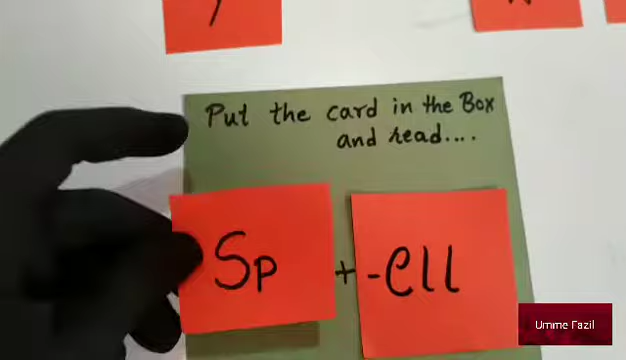 Put the card in the Box
and read....
Sp + -ell
Umme Fazil